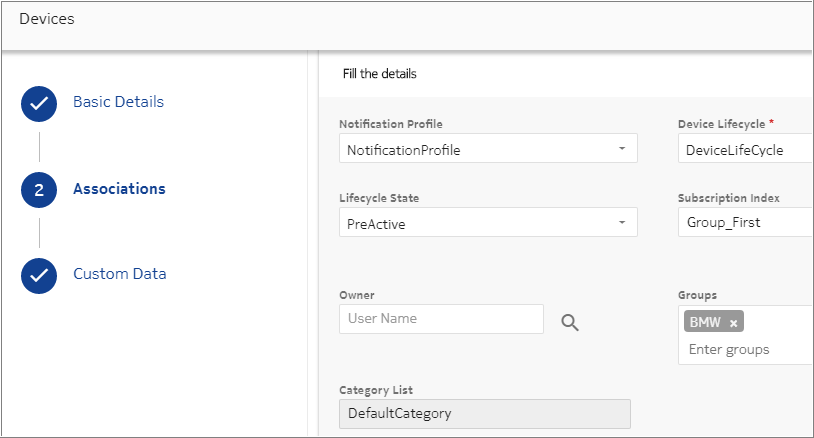 Devices
Basic Details
2 Associations
Custom Data
Fill the details
Notification Profile
NotificationProfile
Device Lifecycle *
DeviceLifeCycle
Lifecycle State
PreActive
Subscription Index
Group_First
Owner
User Name
Groups
BMW x
Enter groups
Category List
DefaultCategory